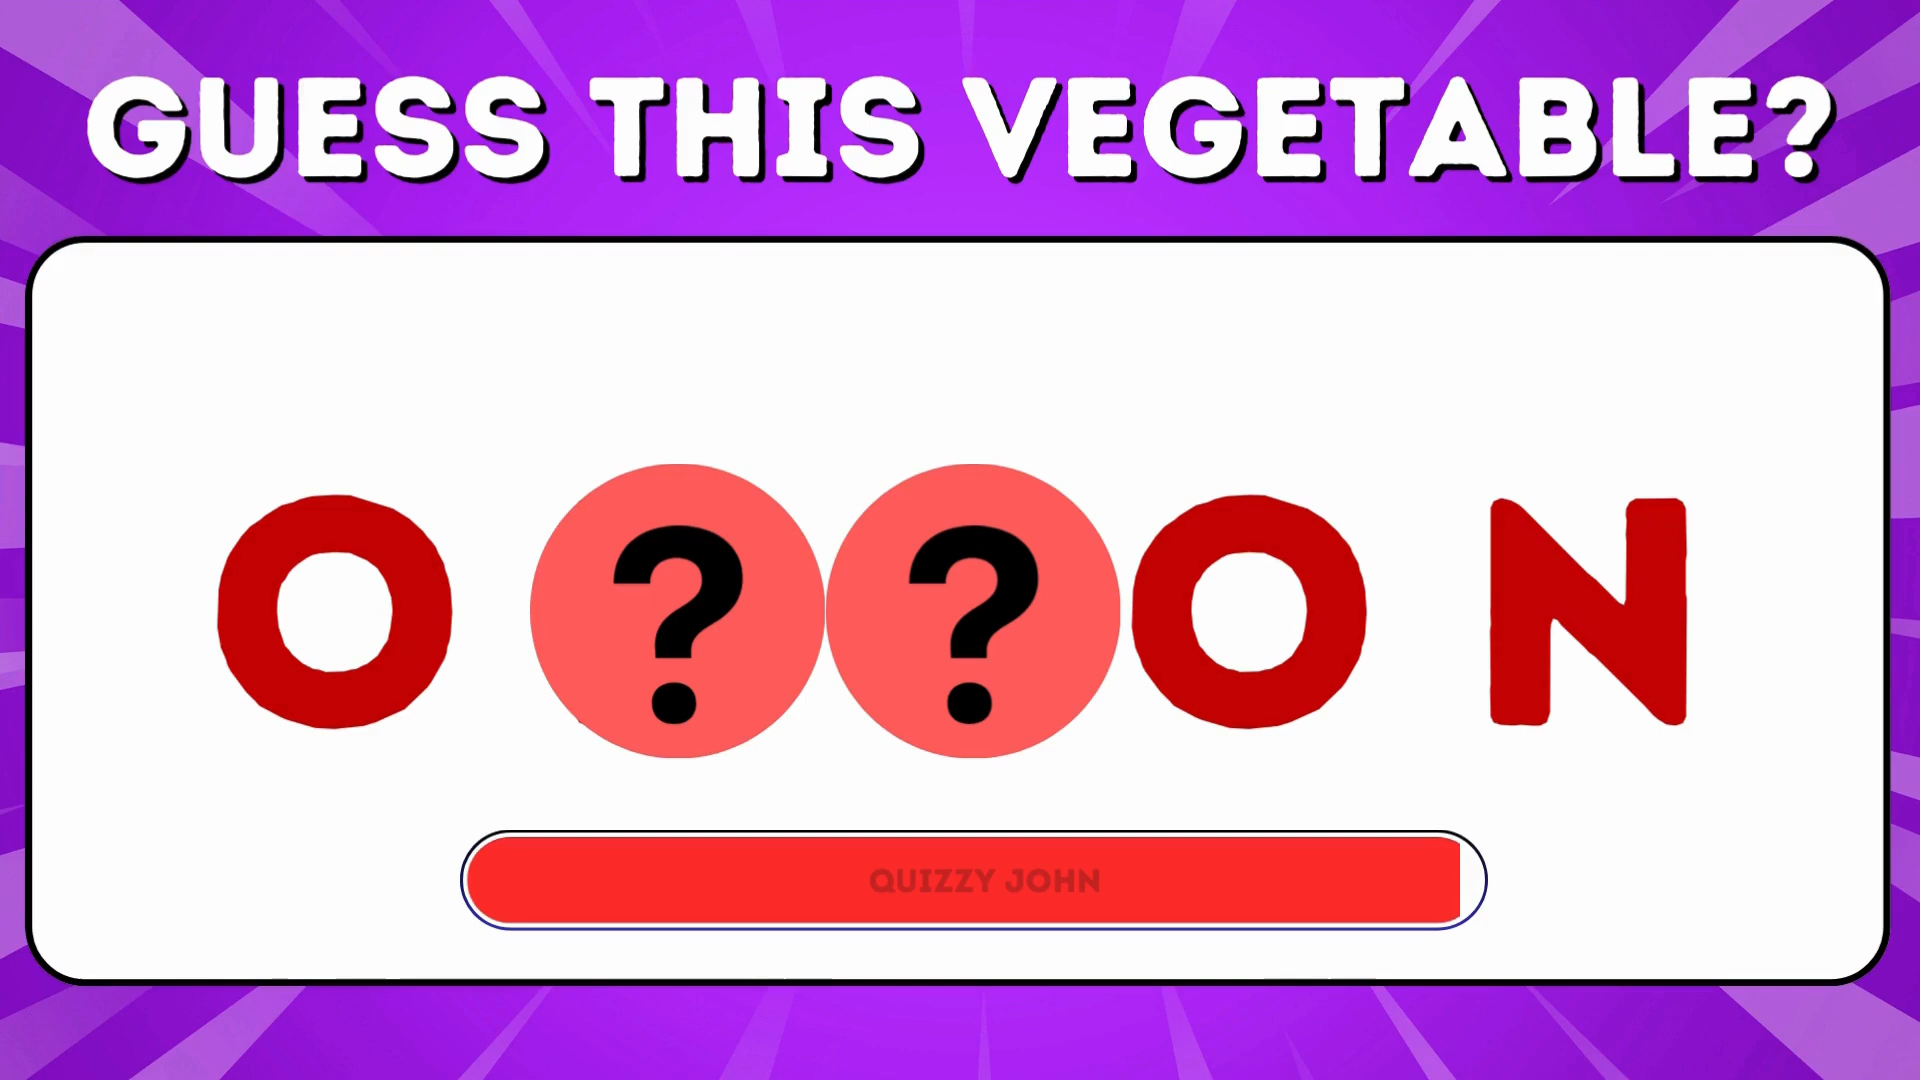 GUESS THIS VEGETABLE?
O ? ? O N
QUIZZY JOHN